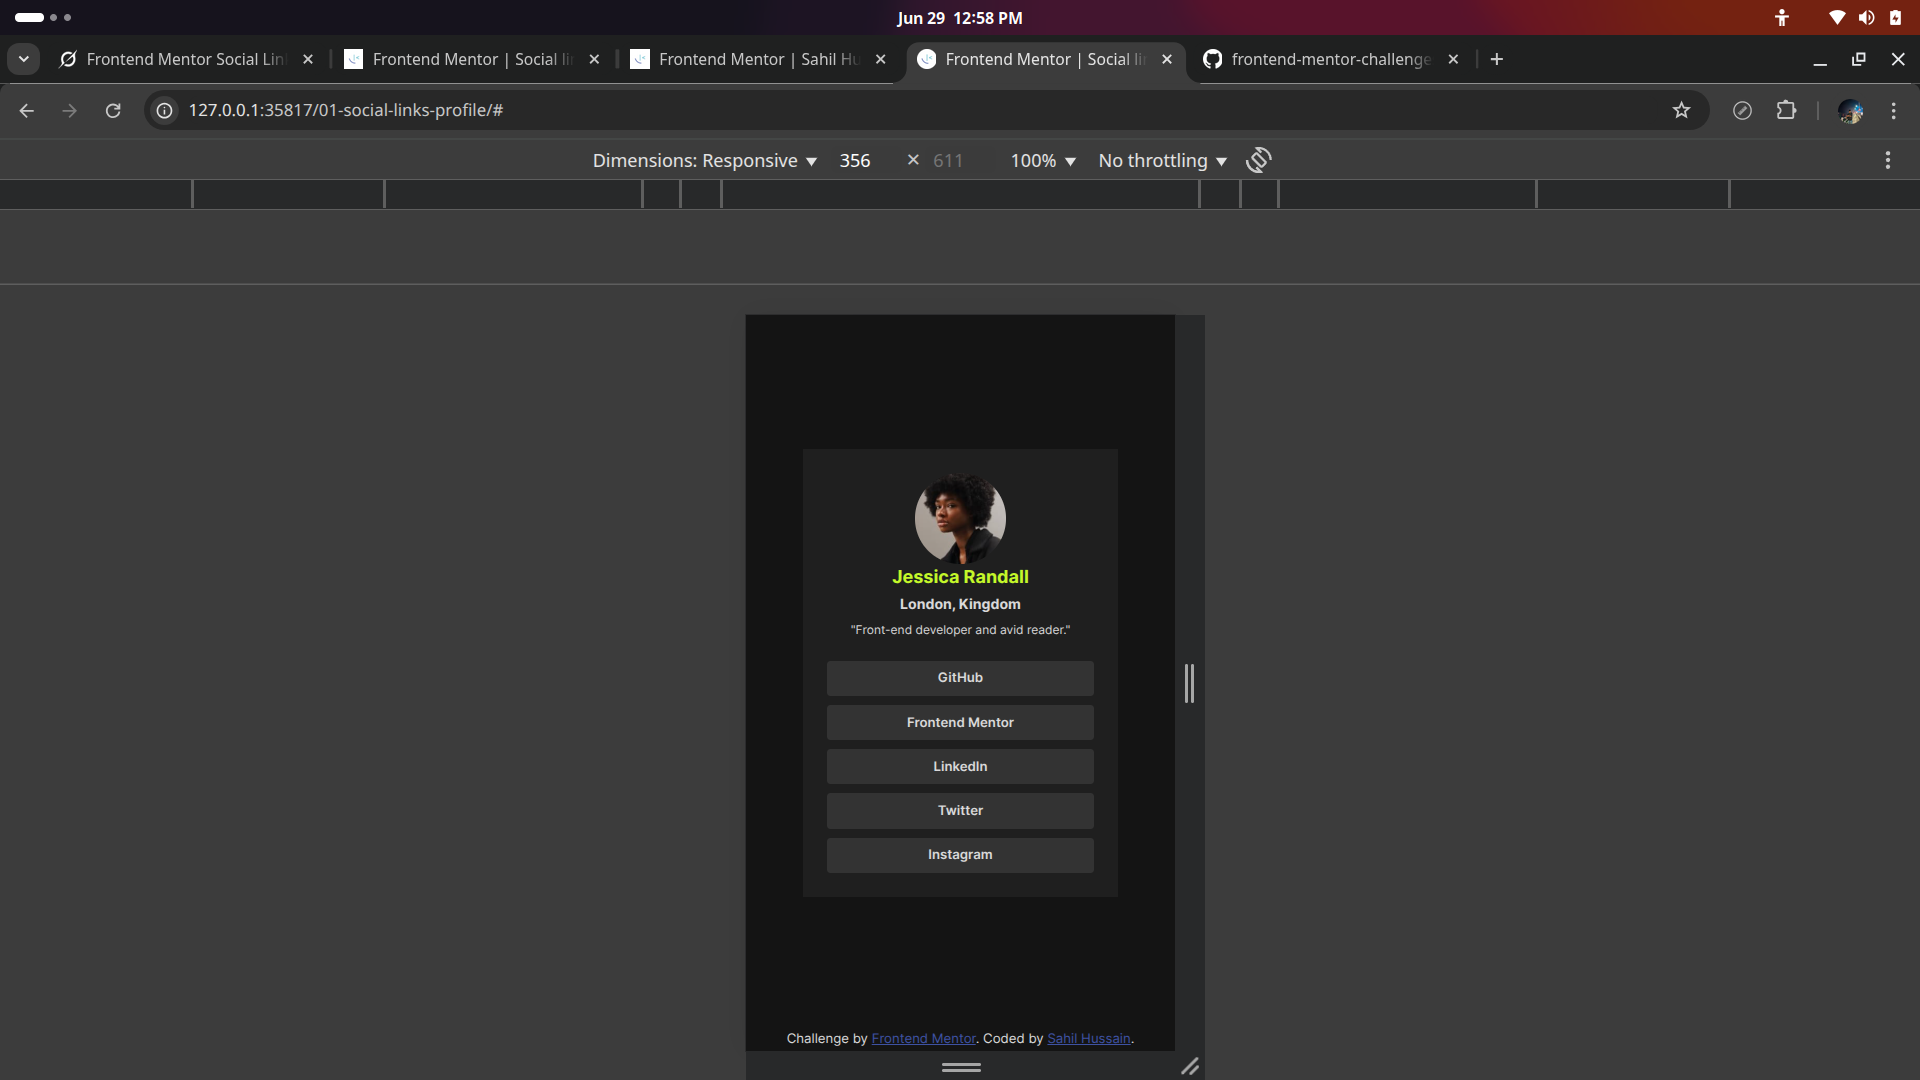 Jun 29 12:58 PM
Frontend Mentor Social Lin
Frontend Mentor | Social li
Frontend Mentor | Sahil Hu
Frontend Mentor | Social li
frontend-mentor-challenge
127.0.0.1:35817/01-social-links-profile/#
Dimensions: Responsive 356 × 611 100% No throttling
Jessica Randall
London, Kingdom
"Front-end developer and avid reader."
GitHub
Frontend Mentor
LinkedIn
Twitter
Instagram
Challenge by Frontend Mentor. Coded by Sahil Hussain.